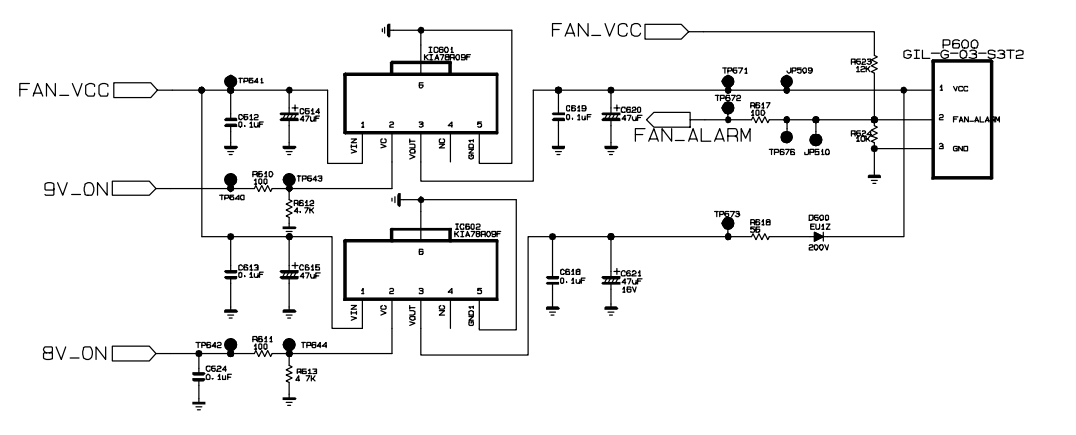 FAN_VCC
P600
GIL-G-03-S3T2
IC601
KIA78R09F
6
R623
12K
FAN_VCC
TP641
C612
0.1uF
C614
47uF
1
2
3
4
5
VIN
VC
VOUT
NC
GND1
C619
0.1uF
C620
47uF
TP671
TP672
JP509
R617
100
FAN_ALARM
TP676
JP510
R624
10K
1 VCC
2 FAN_ALARM
3 GND
9V_ON
TP640
R610
100
TP643
R612
4.7K
IC602
KIA78R09F
6
C613
0.1uF
C615
47uF
1
2
3
4
5
VIN
VC
VOUT
NC
GND1
C618
0.1uF
C621
47uF
16V
TP673
R618
56
D600
EU1Z
200V
8V_ON
TP642
R611
100
TP644
C624
0.1uF
R613
4 7K